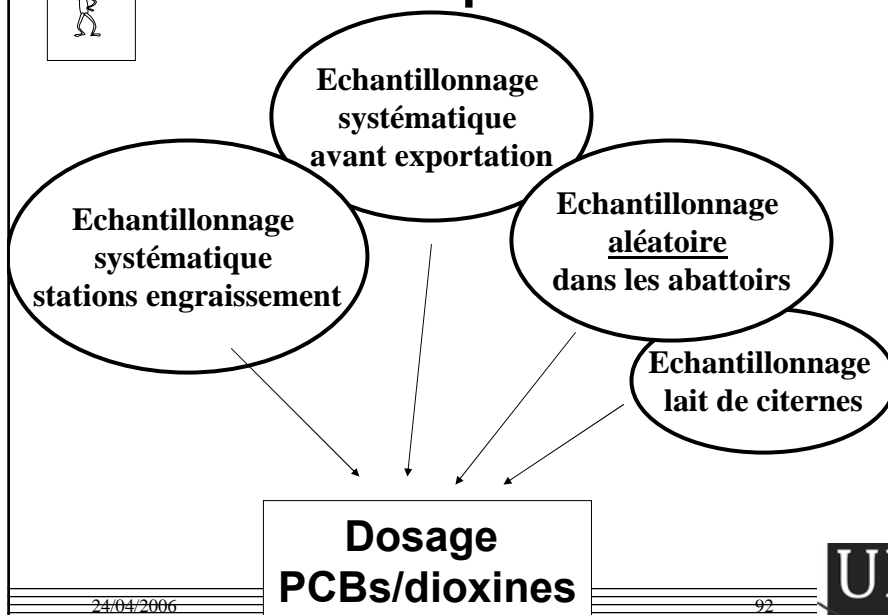 Echantillonnage
systématique
avant exportation
Echantillonnage
systématique
stations engraissement
Echantillonnage
aléatoire
dans les abattoirs
Echantillonnage
lait de citernes
Dosage
PCBs/dioxines
24/04/2006
92